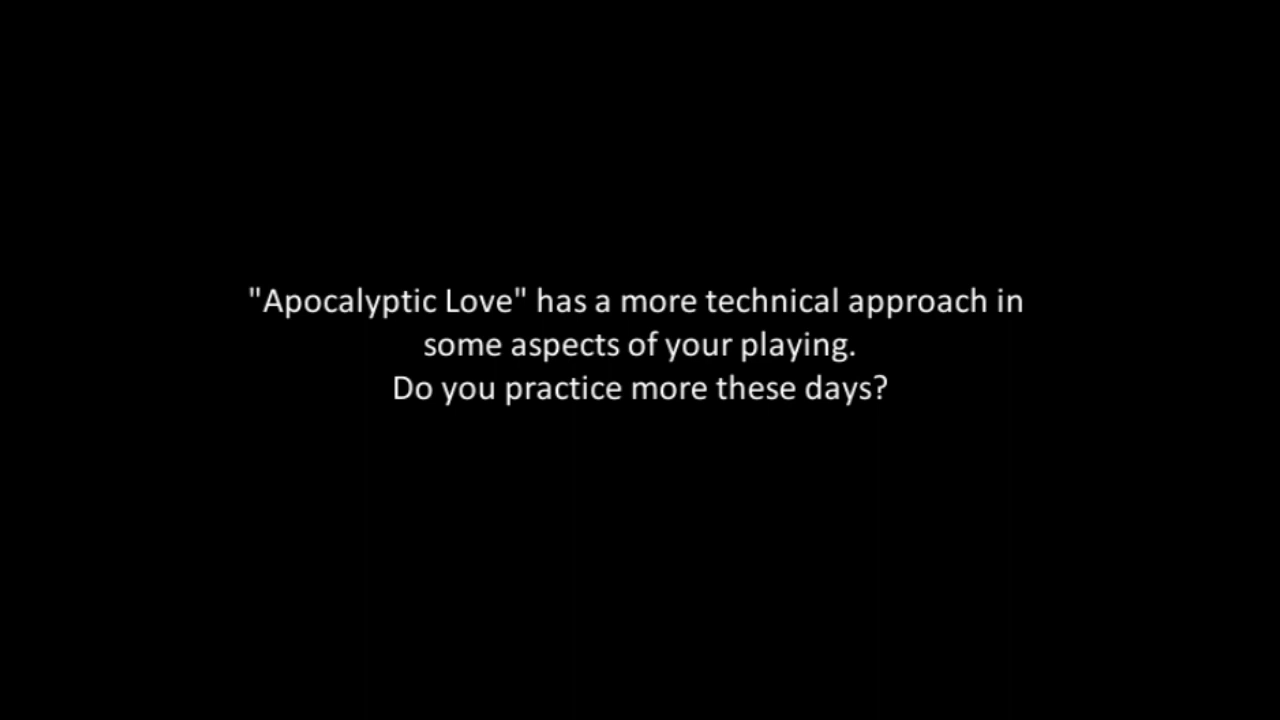 "Apocalyptic Love" has a more technical approach in
some aspects of your playing.
Do you practice more these days?